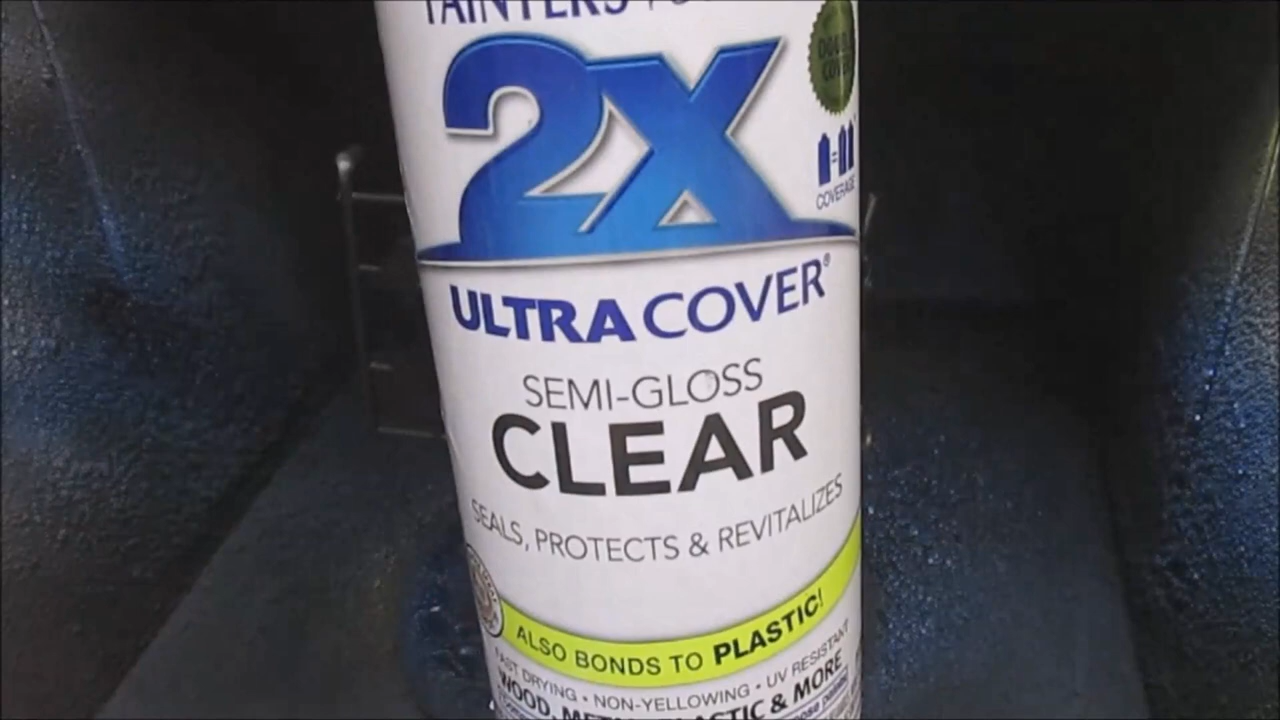 PAINTER'S
2X
COVERAGE
ULTRA COVER®
SEMI-GLOSS
CLEAR
SEALS, PROTECTS & REVITALIZES
ALSO BONDS TO PLASTIC!
FAST DRYING • NON-YELLOWING • UV RESISTANT
WOOD, METAL, PLASTIC & MORE